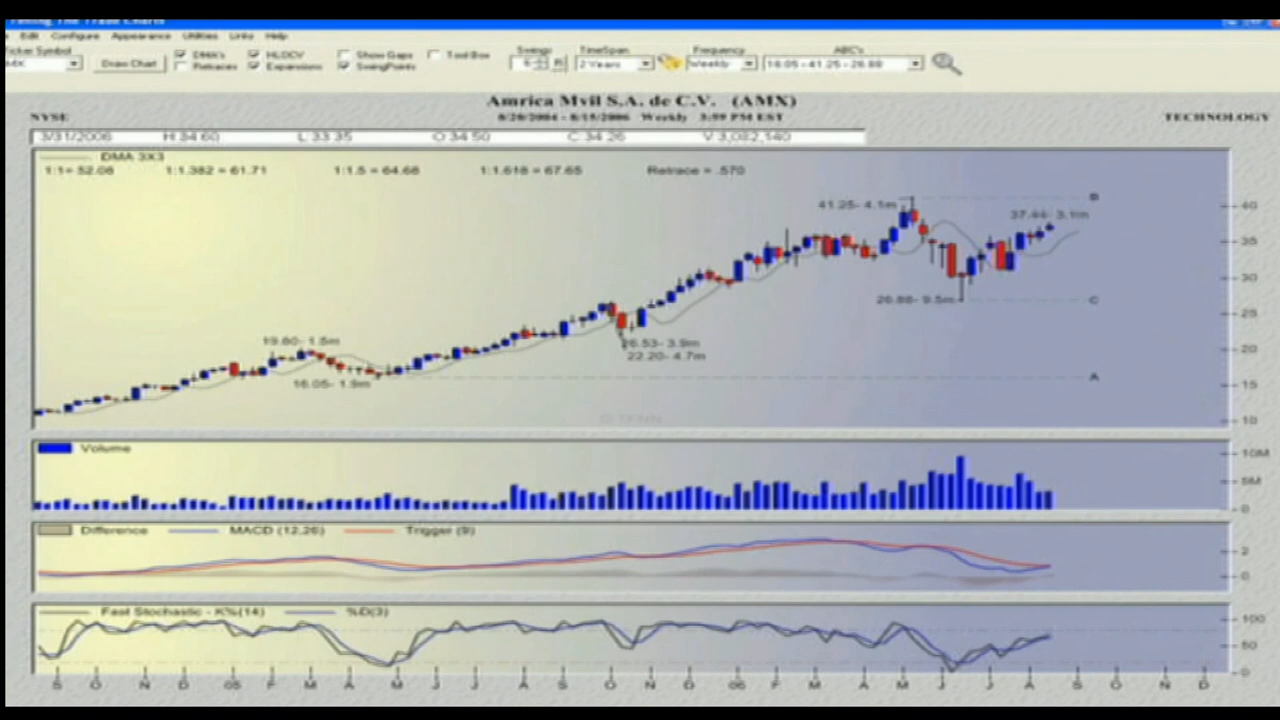 Telling The Trade Charts
Edit Configure Appearance Utilities Links Help
Ticker Symbol DMA's HLOCV Show Gaps Tool Box Swings TimeSpan Frequency ABC's
AMX Draw Chart Retraces Expansions SwingPoints 6 2 Years Weekly 16.05 - 41.25 - 26.88
Amrica Mvil S.A. de C.V. (AMX)
NYSE 8/20/2004 - 8/15/2006 Weekly 3:59 PM EST TECHNOLOGY
3/31/2006 H 34.60 L 33.35 O 34.50 C 34.26 V 3,082,140
DMA 3X3
1:1= 52.08 1:1.382 = 61.71 1:1.5 = 64.68 1:1.618 = 67.65 Retrace = .570
41.25- 4.1m B 40
37.44- 3.1m
35
30
26.88- 9.5m C
25
19.80- 1.5m 26.53- 3.9m 20
22.20- 4.7m
16.05- 1.9m A
15
10
Volume 10M
5M
0
Difference MACD (12,26) Trigger (9)
2
0
Fast Stochastic - K%(14) %D(3) 100
50
0
S O N D 05 F M A M J J A S O N D 06 F M A M J J A S O N D